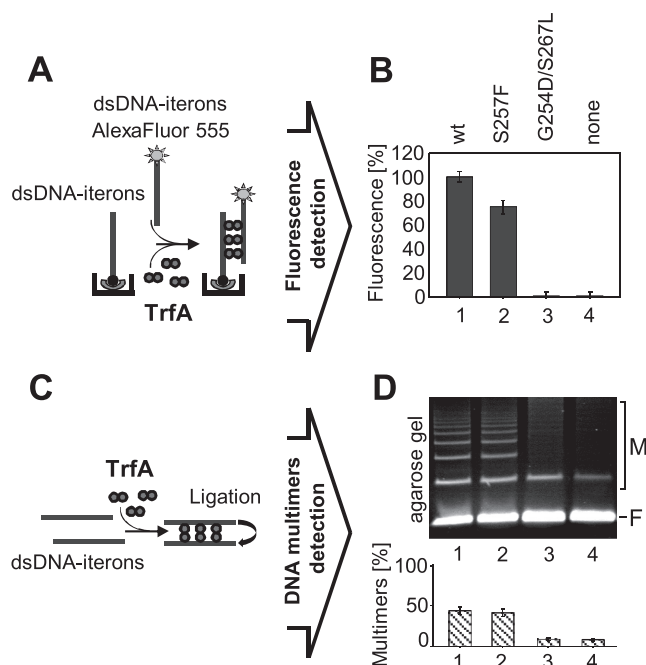 A
dsDNA-iterons
AlexaFluor 555
dsDNA-iterons
TrfA
Fluorescence
detection
B
wt
S257F
G254D/S267L
none
Fluorescence [%]
120
100
80
60
40
20
0
1 2 3 4
C
TrfA
Ligation
dsDNA-iterons
DNA multimers
detection
D
agarose gel
M
F
1 2 3 4
Multimers [%]
100
50
0
1 2 3 4